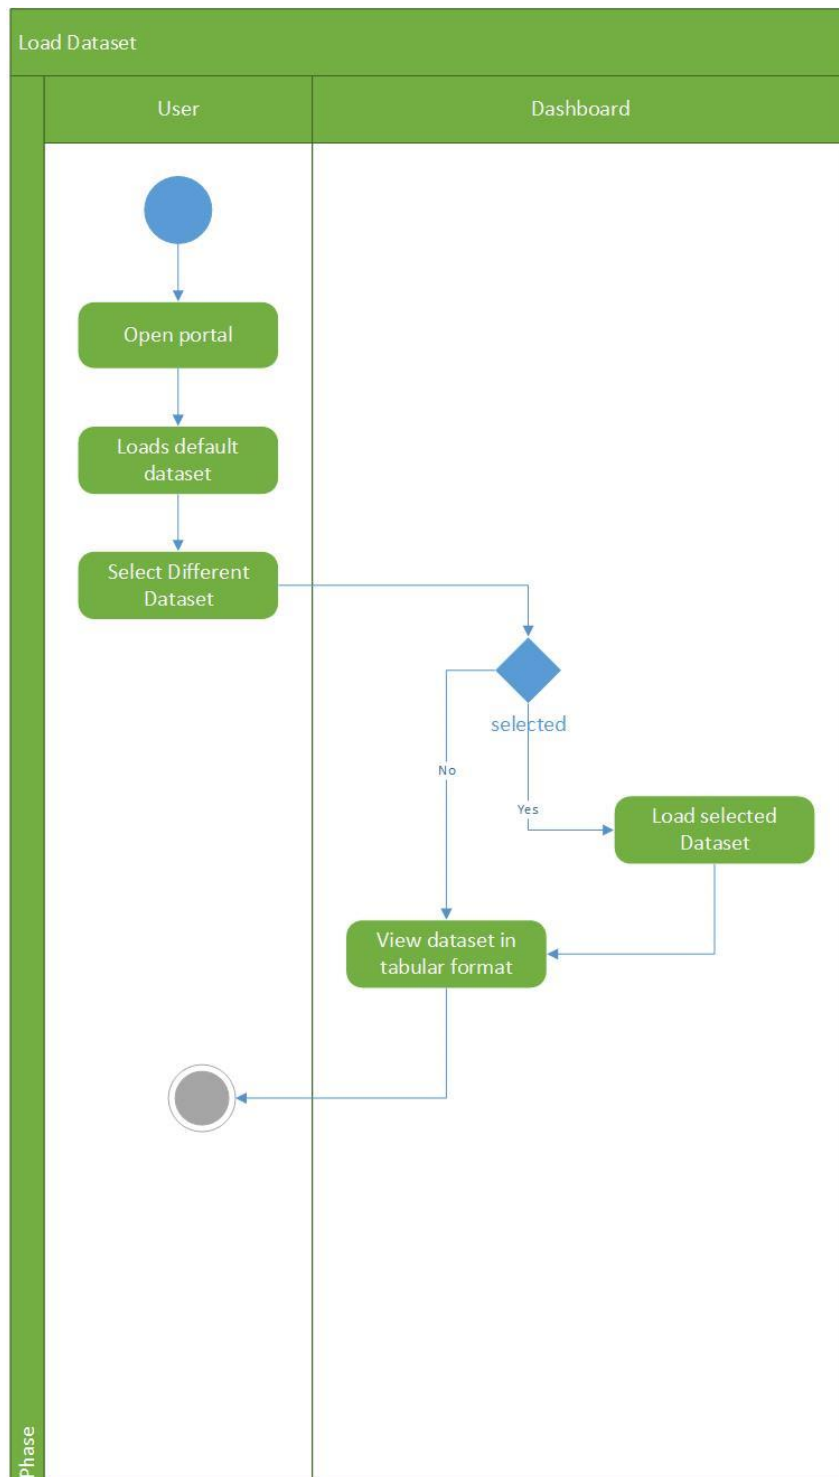 Load Dataset
User
Dashboard
Open portal
Loads default
dataset
Select Different
Dataset
selected
No
Yes
Load selected
Dataset
View dataset in
tabular format
Phase